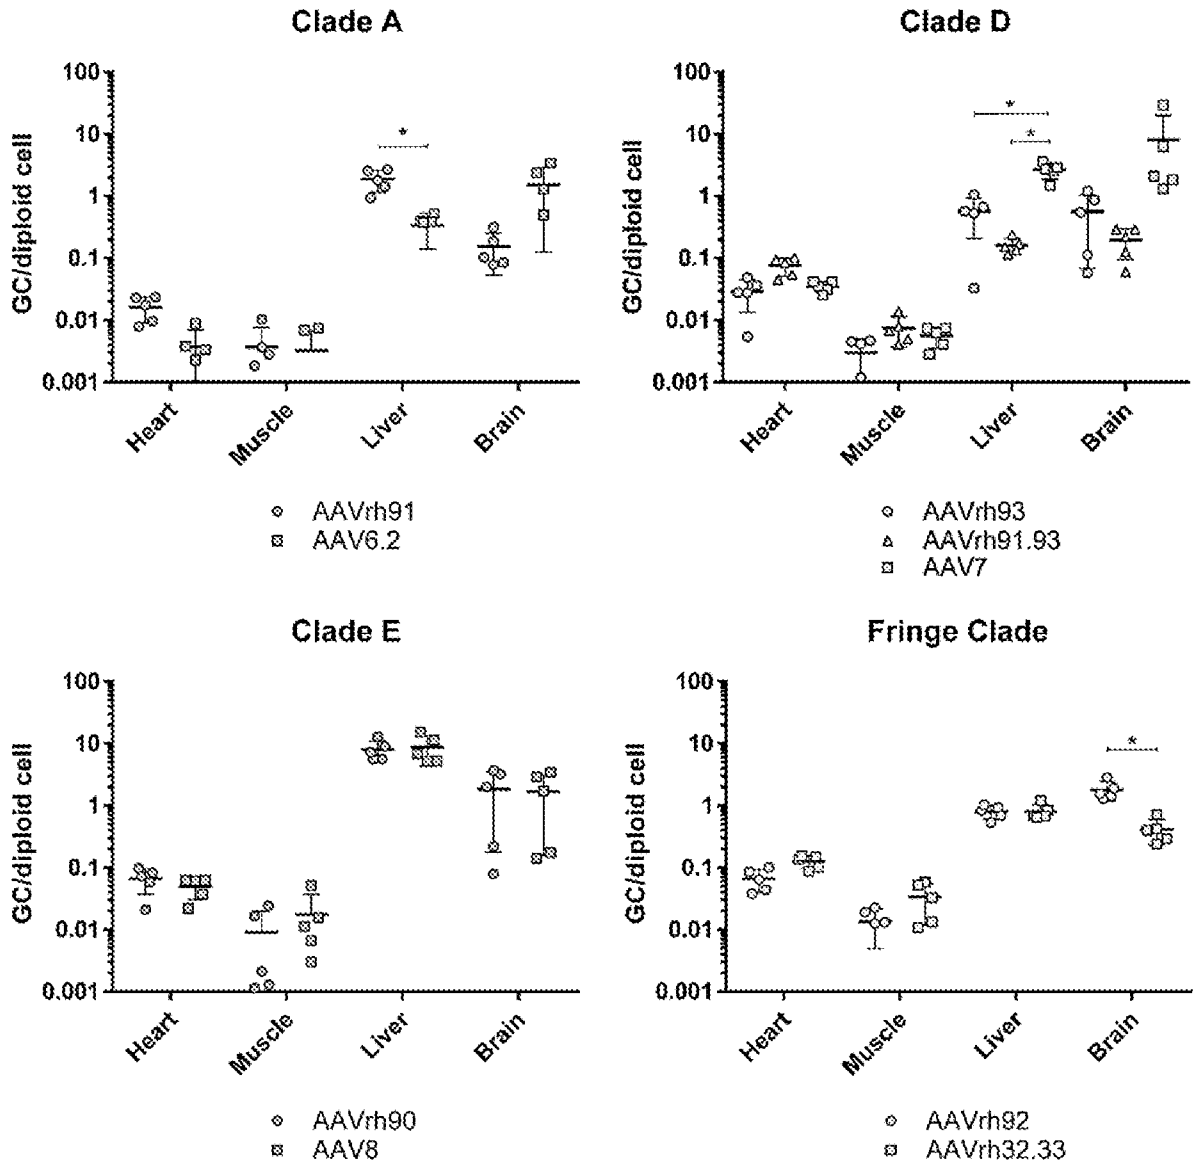 Clade A
GC/diploid cell
100
10
1
0.1
0.01
0.001
*
Heart
Muscle
Liver
Brain
AAVrh91
AAV6.2
Clade D
GC/diploid cell
100
10
1
0.1
0.01
0.001
*
*
Heart
Muscle
Liver
Brain
AAVrh93
AAVrh91.93
AAV7
Clade E
GC/diploid cell
100
10
1
0.1
0.01
0.001
Heart
Muscle
Liver
Brain
AAVrh90
AAV8
Fringe Clade
GC/diploid cell
100
10
1
0.1
0.01
0.001
*
Heart
Muscle
Liver
Brain
AAVrh92
AAVrh32.33